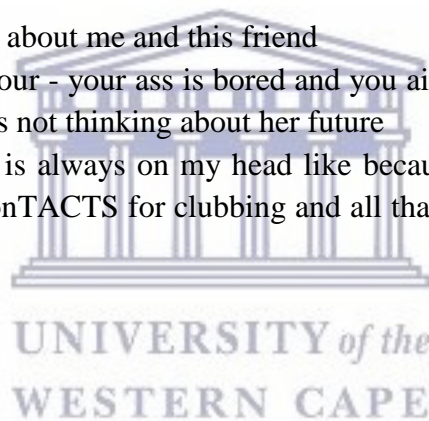 about me and this friend
our - your ass is bored and you ai
s not thinking about her future
is always on my head like becau
onTACTS for clubbing and all tha
UNIVERSITY of the
WESTERN CAPE